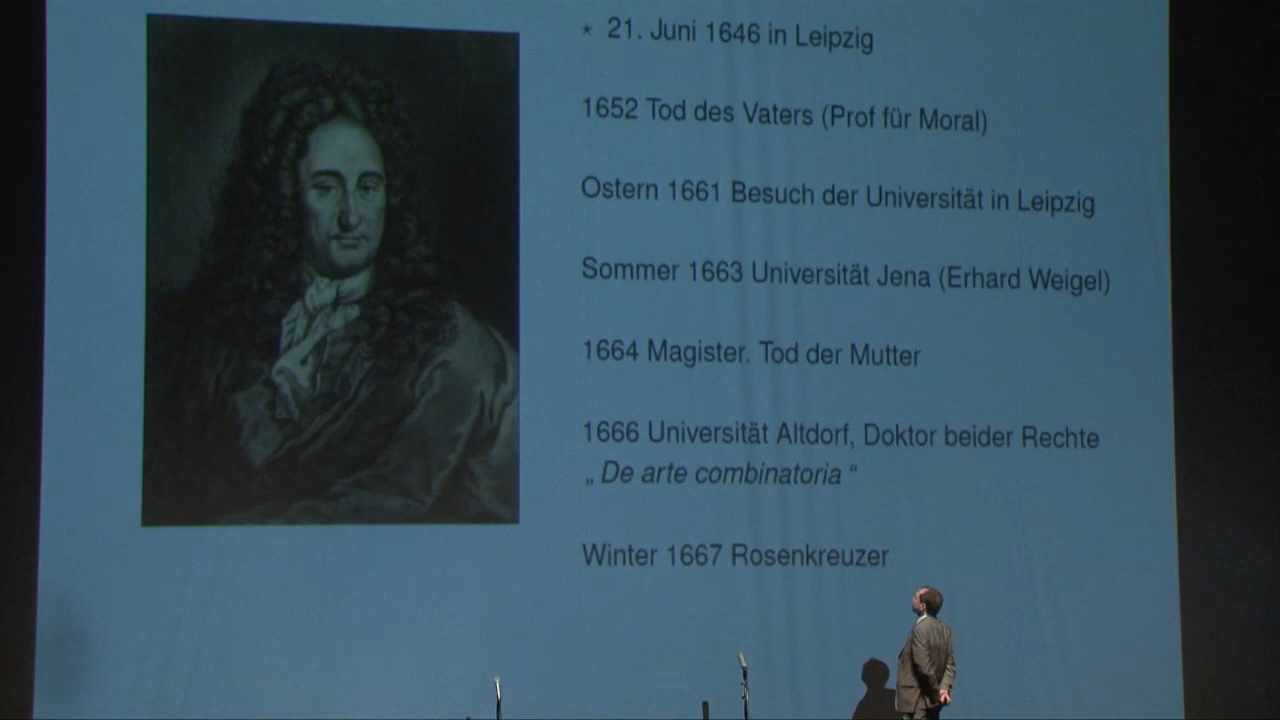 * 21. Juni 1646 in Leipzig
1652 Tod des Vaters (Prof für Moral)
Ostern 1661 Besuch der Universität in Leipzig
Sommer 1663 Universität Jena (Erhard Weigel)
1664 Magister. Tod der Mutter
1666 Universität Altdorf, Doktor beider Rechte
„ De arte combinatoria “
Winter 1667 Rosenkreuzer